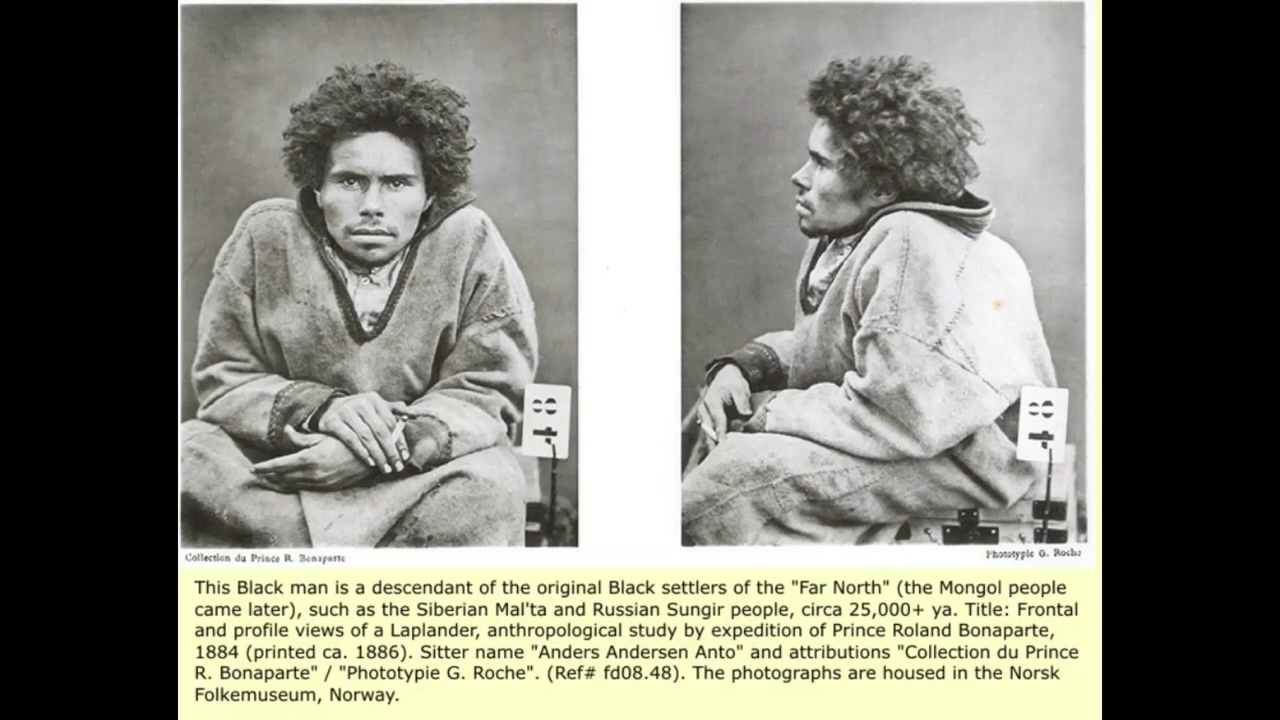 Collection du Prince R. Bonaparte
Phototypie G. Roche
This Black man is a descendant of the original Black settlers of the "Far North" (the Mongol people
came later), such as the Siberian Mal'ta and Russian Sungir people, circa 25,000+ ya. Title: Frontal
and profile views of a Laplander, anthropological study by expedition of Prince Roland Bonaparte,
1884 (printed ca. 1886). Sitter name "Anders Andersen Anto" and attributions "Collection du Prince
R. Bonaparte" / "Phototypie G. Roche". (Ref# fd08.48). The photographs are housed in the Norsk
Folkemuseum, Norway.